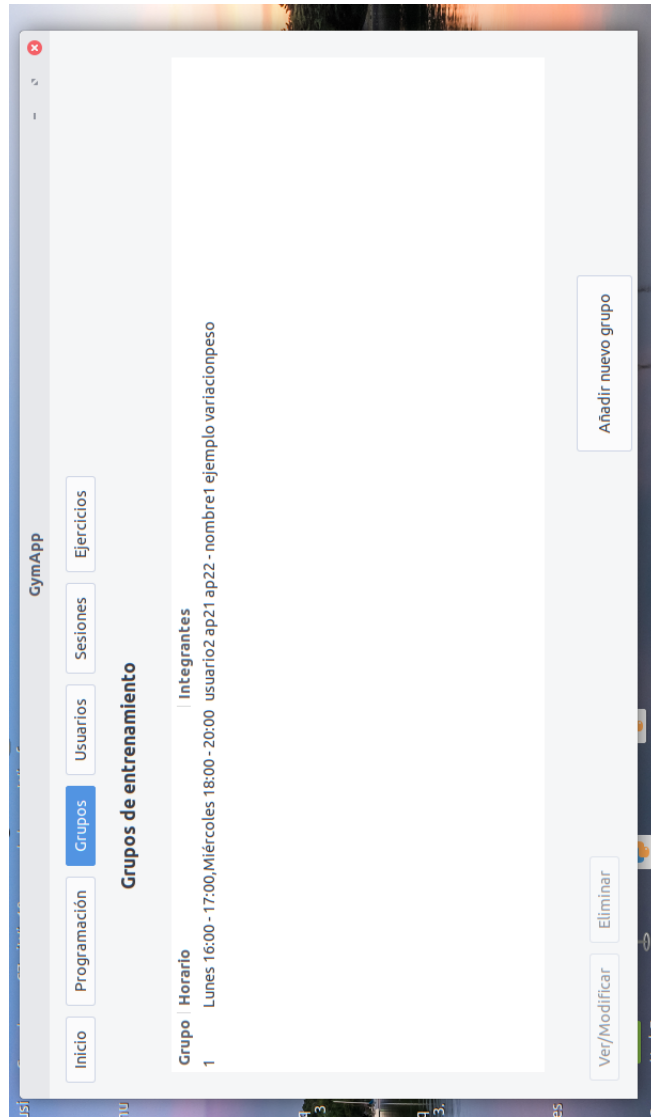 GymApp
Inicio Programación Grupos Usuarios Sesiones Ejercicios
Grupos de entrenamiento
Grupo Horario Integrantes
1 Lunes 16:00 - 17:00,Miércoles 18:00 - 20:00 usuario2 ap21 ap22 - nombre1 ejemplo variacionpeso
Ver/Modificar Eliminar Añadir nuevo grupo